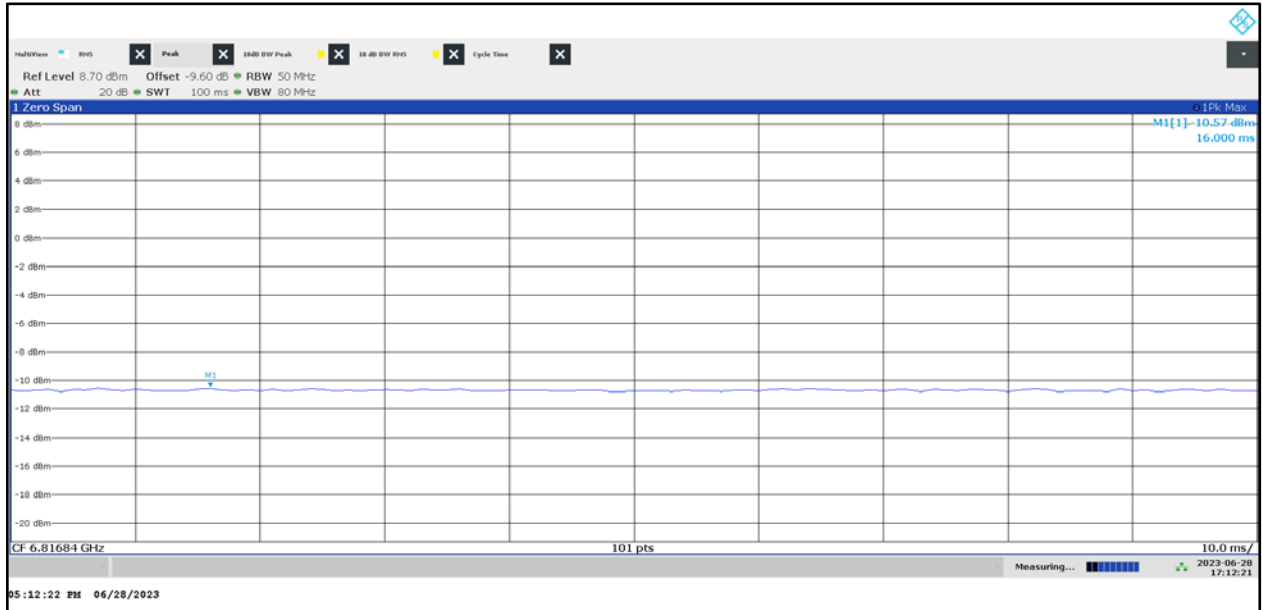 MultiView RMS X Peak X 10dB BW Peak X 10 dB BW RMS X Cycle Time X
Ref Level 8.70 dBm Offset -9.60 dB RBW 50 MHz
Att 20 dB SWT 100 ms VBW 80 MHz
1 Zero Span 1Pk Max
8 dBm M1[1] -10.57 dBm
16.000 ms
6 dBm
4 dBm
2 dBm
0 dBm
-2 dBm
-4 dBm
-6 dBm
-8 dBm
M1
-10 dBm
-12 dBm
-14 dBm
-16 dBm
-18 dBm
-20 dBm
CF 6.81684 GHz 101 pts 10.0 ms/
Measuring... 2023-06-28
17:12:21
05:12:22 PM 06/28/2023